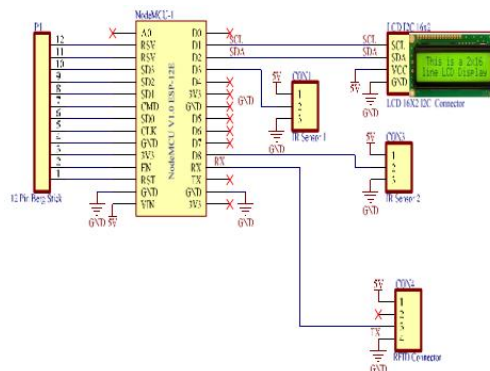 NodeMCU-1
P1
12
11
10
9
8
7
6
5
4
3
2
1
12 Pin Berg Stick
A0
RSV
RSV
SD3
SD2
SD1
CMD
SD0
CLK
GND
3V3
EN
RST
GND
VIN
NodeMCU V1.0 ESP-12E
D0
D1
D2
D3
D4
3V3
GND
D5
D6
D7
D8
RX
TX
GND
3V3
GND
5V
GND
SCL
SDA
RX
LCD I2C 16x2
SCL
SDA
SCL
SDA
VCC
GND
5V
GND
This is a 2x16
line LCD Display
LCD 16X2 I2C Connector
CON1
5V
1
2
3
GND
IR Sensor 1
CON3
5V
1
2
3
GND
IR Sensor 2
CON4
5V
1
2
3
4
TX
GND
RFID Connector